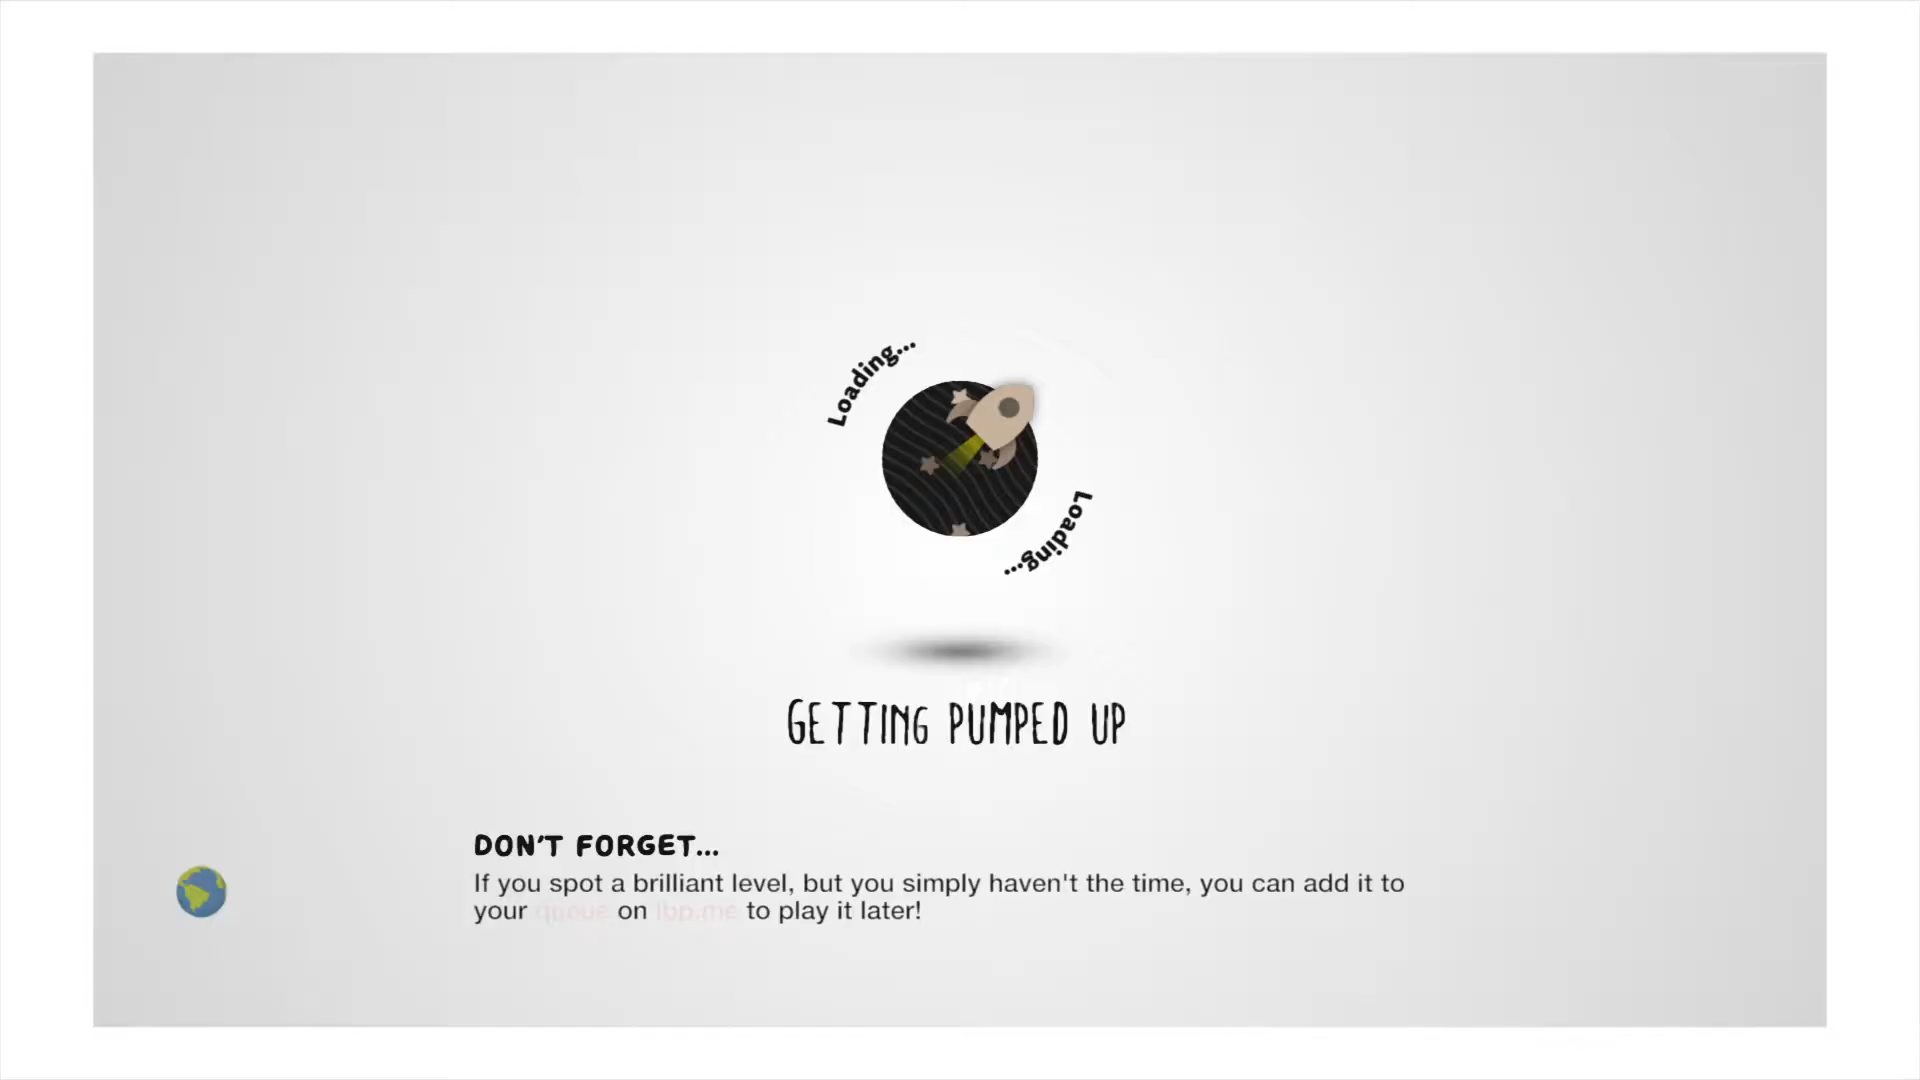 Loading...
Loading...
GETTING PUMPED UP
DON'T FORGET...
If you spot a brilliant level, but you simply haven't the time, you can add it to
your queue on lbp.me to play it later!